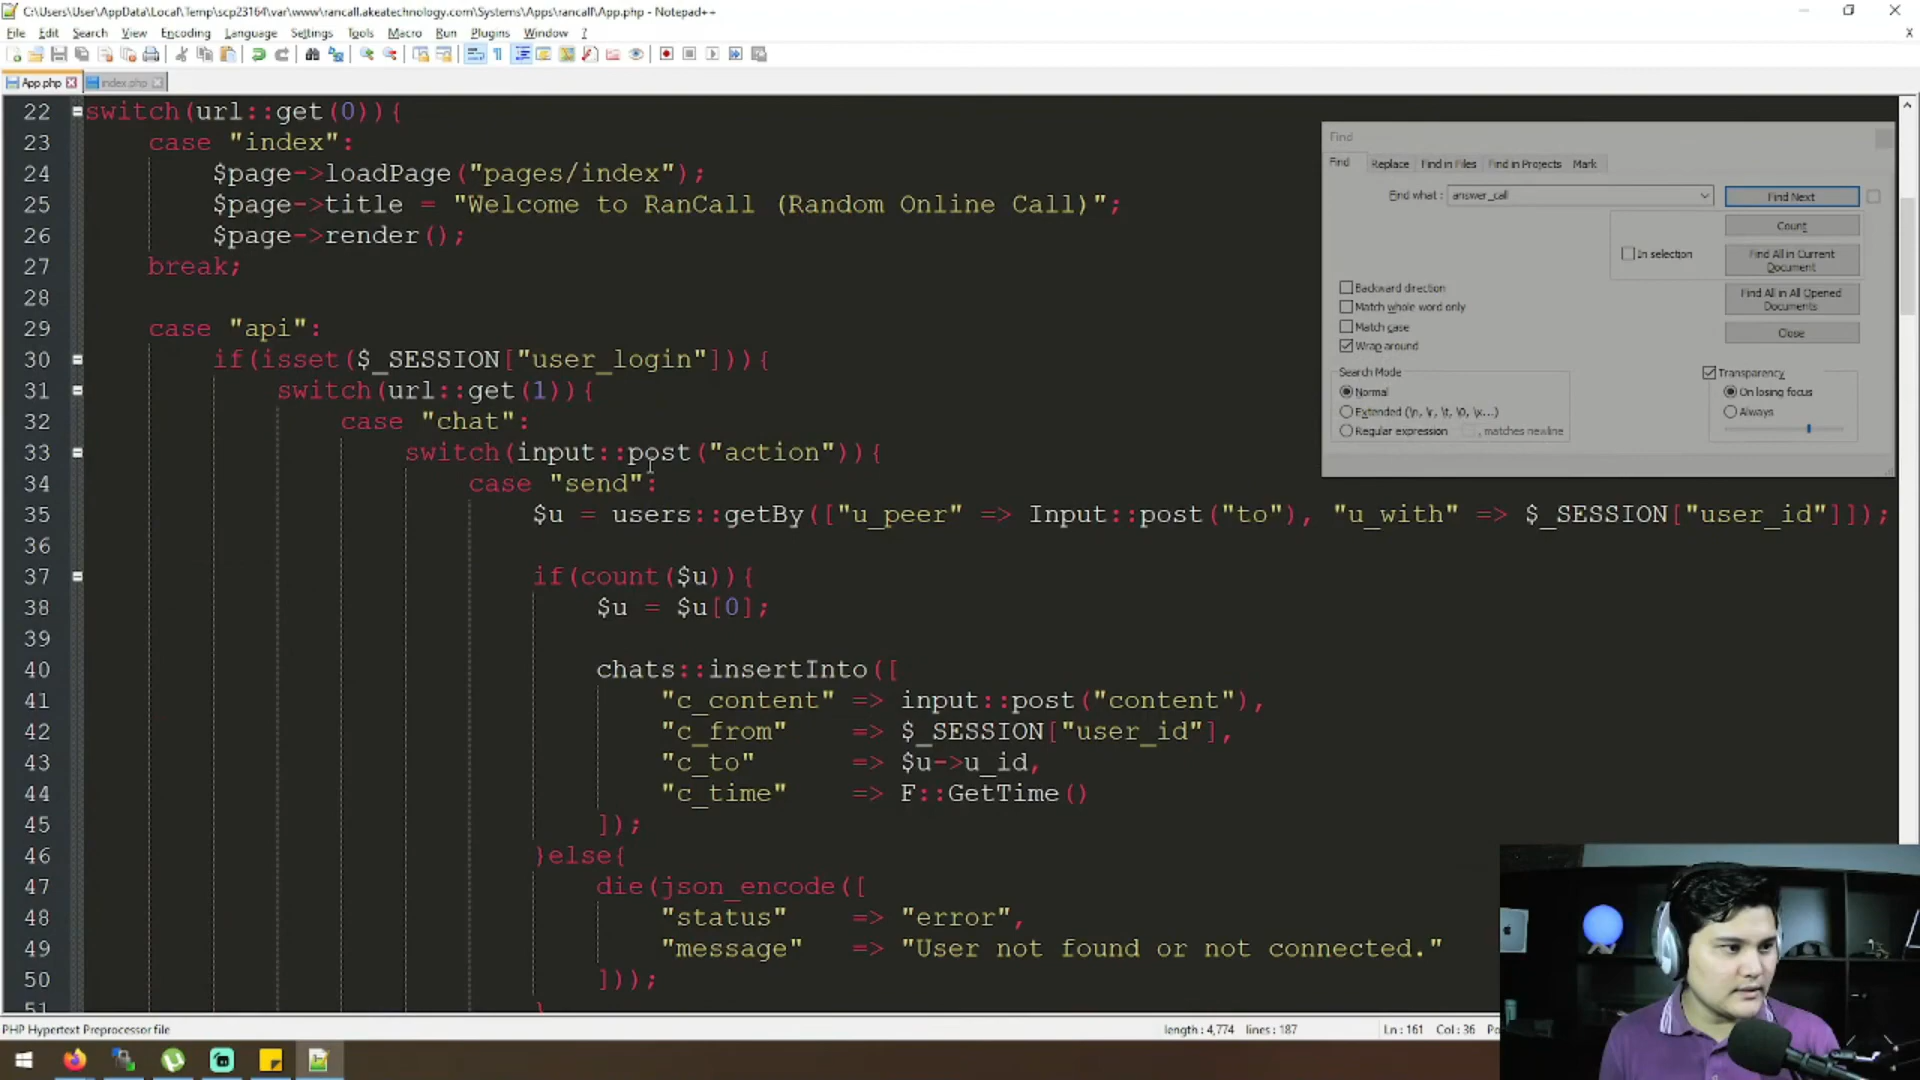 C:\Users\User\AppData\Local\Temp\scp23164\var\www\rancall.akeatechnology.com\Systems\Apps\rancall\App.php - Notepad++
File Edit Search View Encoding Language Settings Tools Macro Run Plugins Window ?
App.php index.php
22 switch(url::get(0)){
23 case "index":
24 $page->loadPage("pages/index");
25 $page->title = "Welcome to RanCall (Random Online Call)";
26 $page->render();
27 break;
28
29 case "api":
30 if(isset($_SESSION["user_login"])){
31 switch(url::get(1)){
32 case "chat":
33 switch(input::post("action")){
34 case "send":
35 $u = users::getBy(["u_peer" => Input::post("to"), "u_with" => $_SESSION["user_id"]]);
36
37 if(count($u)){
38 $u = $u[0];
39
40 chats::insertInto([
41 "c_content" => input::post("content"),
42 "c_from" => $_SESSION["user_id"],
43 "c_to" => $u->u_id,
44 "c_time" => F::GetTime()
45 ]);
46 }else{
47 die(json_encode([
48 "status" => "error",
49 "message" => "User not found or not connected."
50 ]));
51 }
Find
Find Replace Find in Files Find in Projects Mark
Find what : answer_call Find Next
Count
In selection Find All in Current
Document
Backward direction Find All in All Opened
Match whole word only Documents
Match case Close
Wrap around
Search Mode Transparency
Normal On losing focus
Extended (\n, \r, \t, \0, \x...) Always
Regular expression . matches newline
PHP Hypertext Preprocessor file length : 4,774 lines : 187 Ln : 161 Col : 36